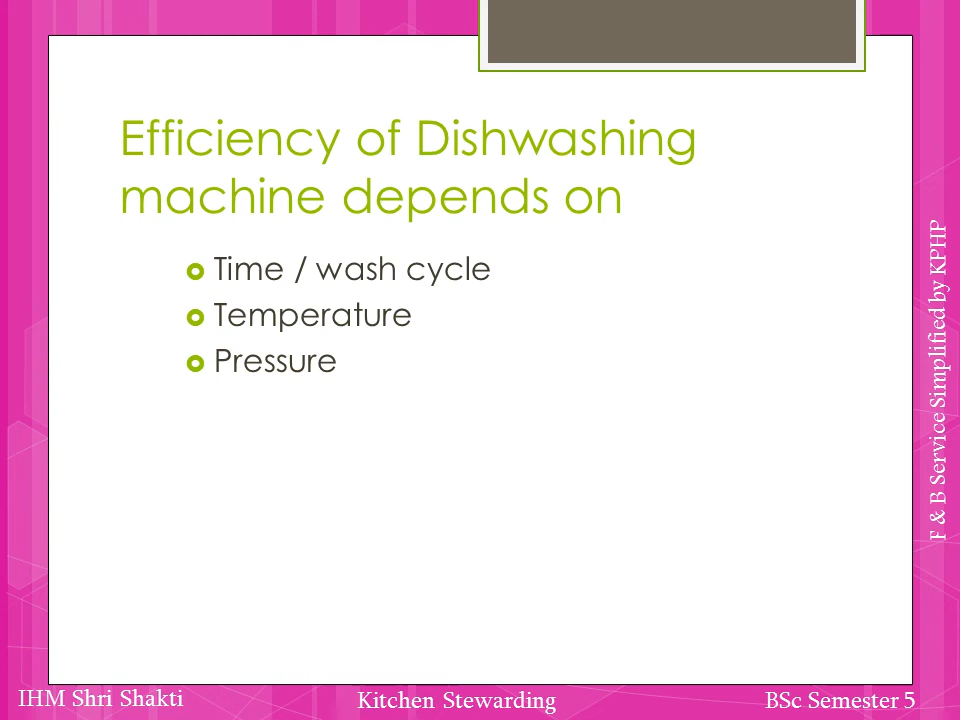 Efficiency of Dishwashing
machine depends on
Time / wash cycle
Temperature
Pressure
F & B Service Simplified by KPHP
IHM Shri Shakti
Kitchen Stewarding
BSc Semester 5